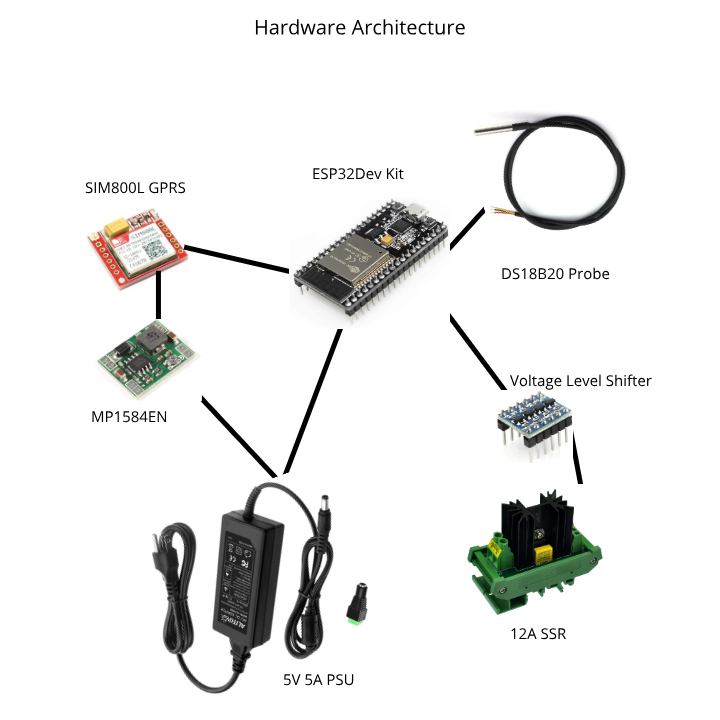 Hardware Architecture
ESP32Dev Kit
SIM800L GPRS
DS18B20 Probe
Voltage Level Shifter
MP1584EN
12A SSR
5V 5A PSU